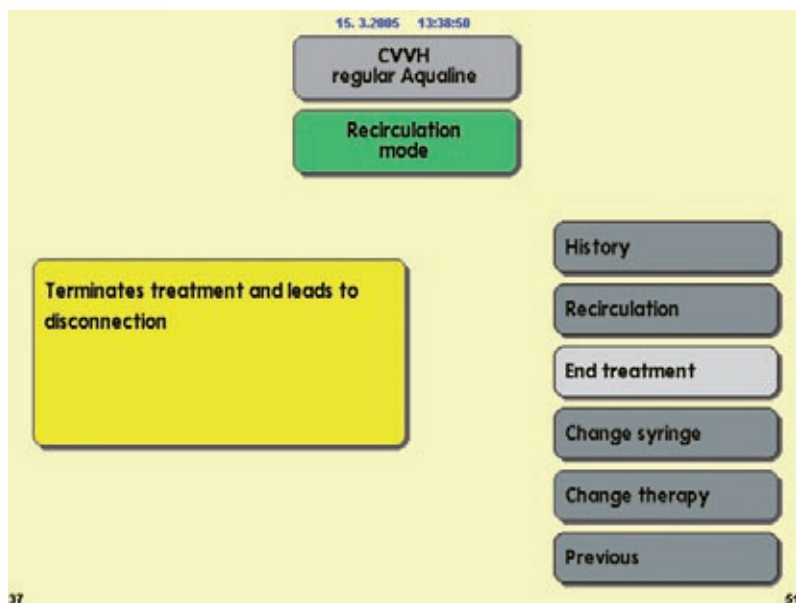 15. 3.2005 13:38:50
CVVH
regular Aqualine
Recirculation
mode
History
Terminates treatment and leads to
disconnection
Recirculation
End treatment
Change syringe
Change therapy
Previous
37
51